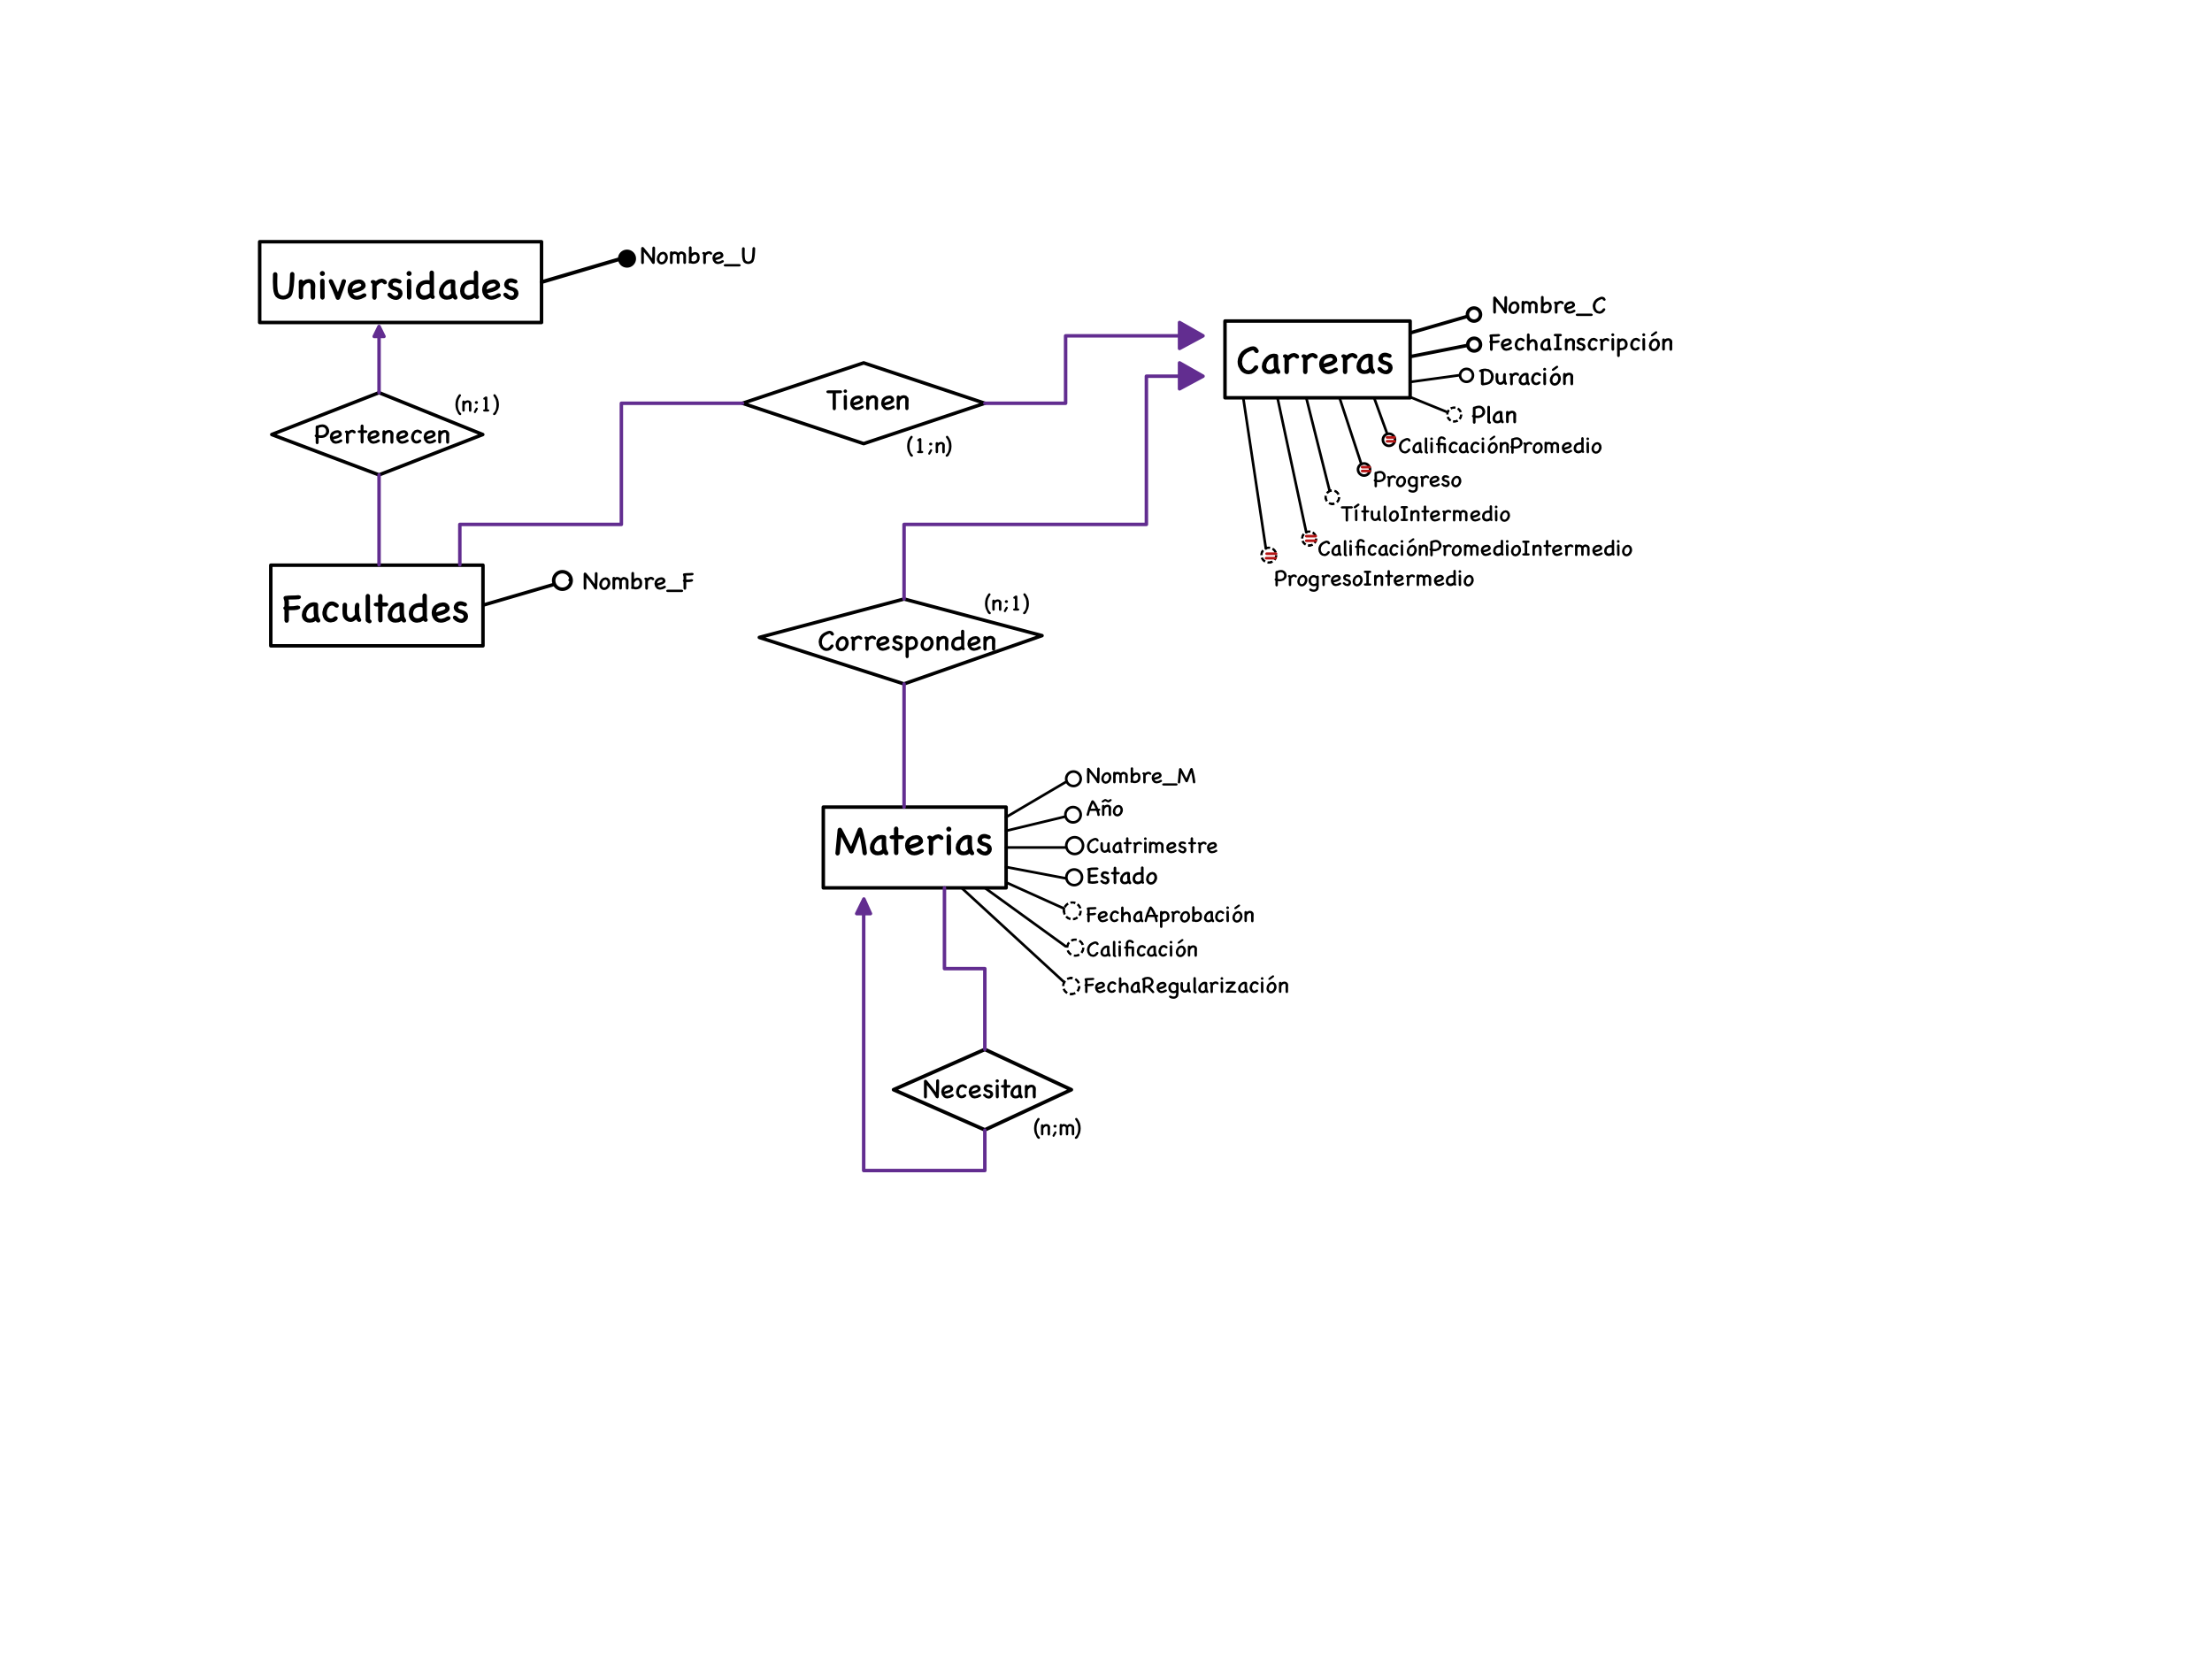 Universidades
Nombre_U
Nombre_C
FechaInscripción
Carreras
Duración
Plan
CalificaciónPromedio
Progreso
TítuloIntermedio
CalificaciónPromedioIntermedio
ProgresoIntermedio
Tienen
(1;n)
(n;1)
Pertenecen
Facultades
Nombre_F
(n;1)
Corresponden
Materias
Nombre_M
Año
Cuatrimestre
Estado
FechaAprobación
Calificación
FechaRegularización
Necesitan
(n;m)